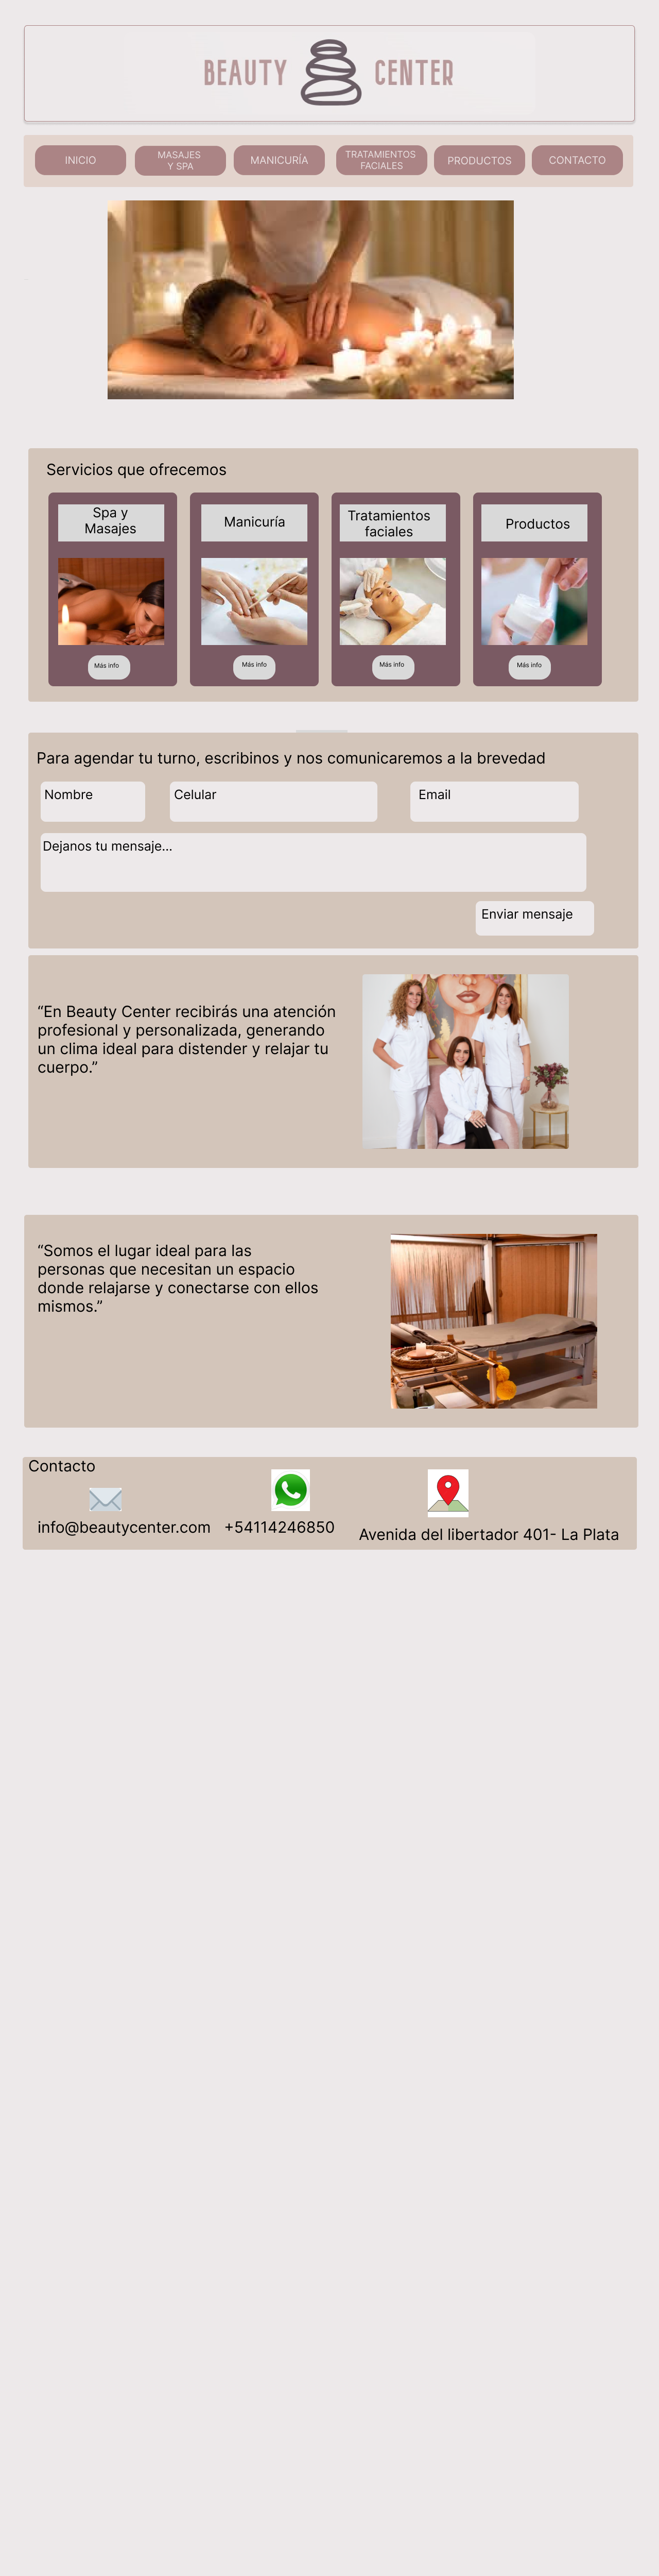 BEAUTY CENTER
INICIO
MASAJES
Y SPA
MANICURÍA
TRATAMIENTOS
FACIALES
PRODUCTOS
CONTACTO
Servicios que ofrecemos
Spa y
Masajes
Manicuría
Tratamientos
faciales
Productos
Más info
Más info
Más info
Más info
Para agendar tu turno, escribinos y nos comunicaremos a la brevedad
Nombre
Celular
Email
Dejanos tu mensaje...
Enviar mensaje
“En Beauty Center recibirás una atención
profesional y personalizada, generando
un clima ideal para distender y relajar tu
cuerpo.”
“Somos el lugar ideal para las
personas que necesitan un espacio
donde relajarse y conectarse con ellos
mismos.”
Contacto
info@beautycenter.com
+54114246850
Avenida del libertador 401- La Plata